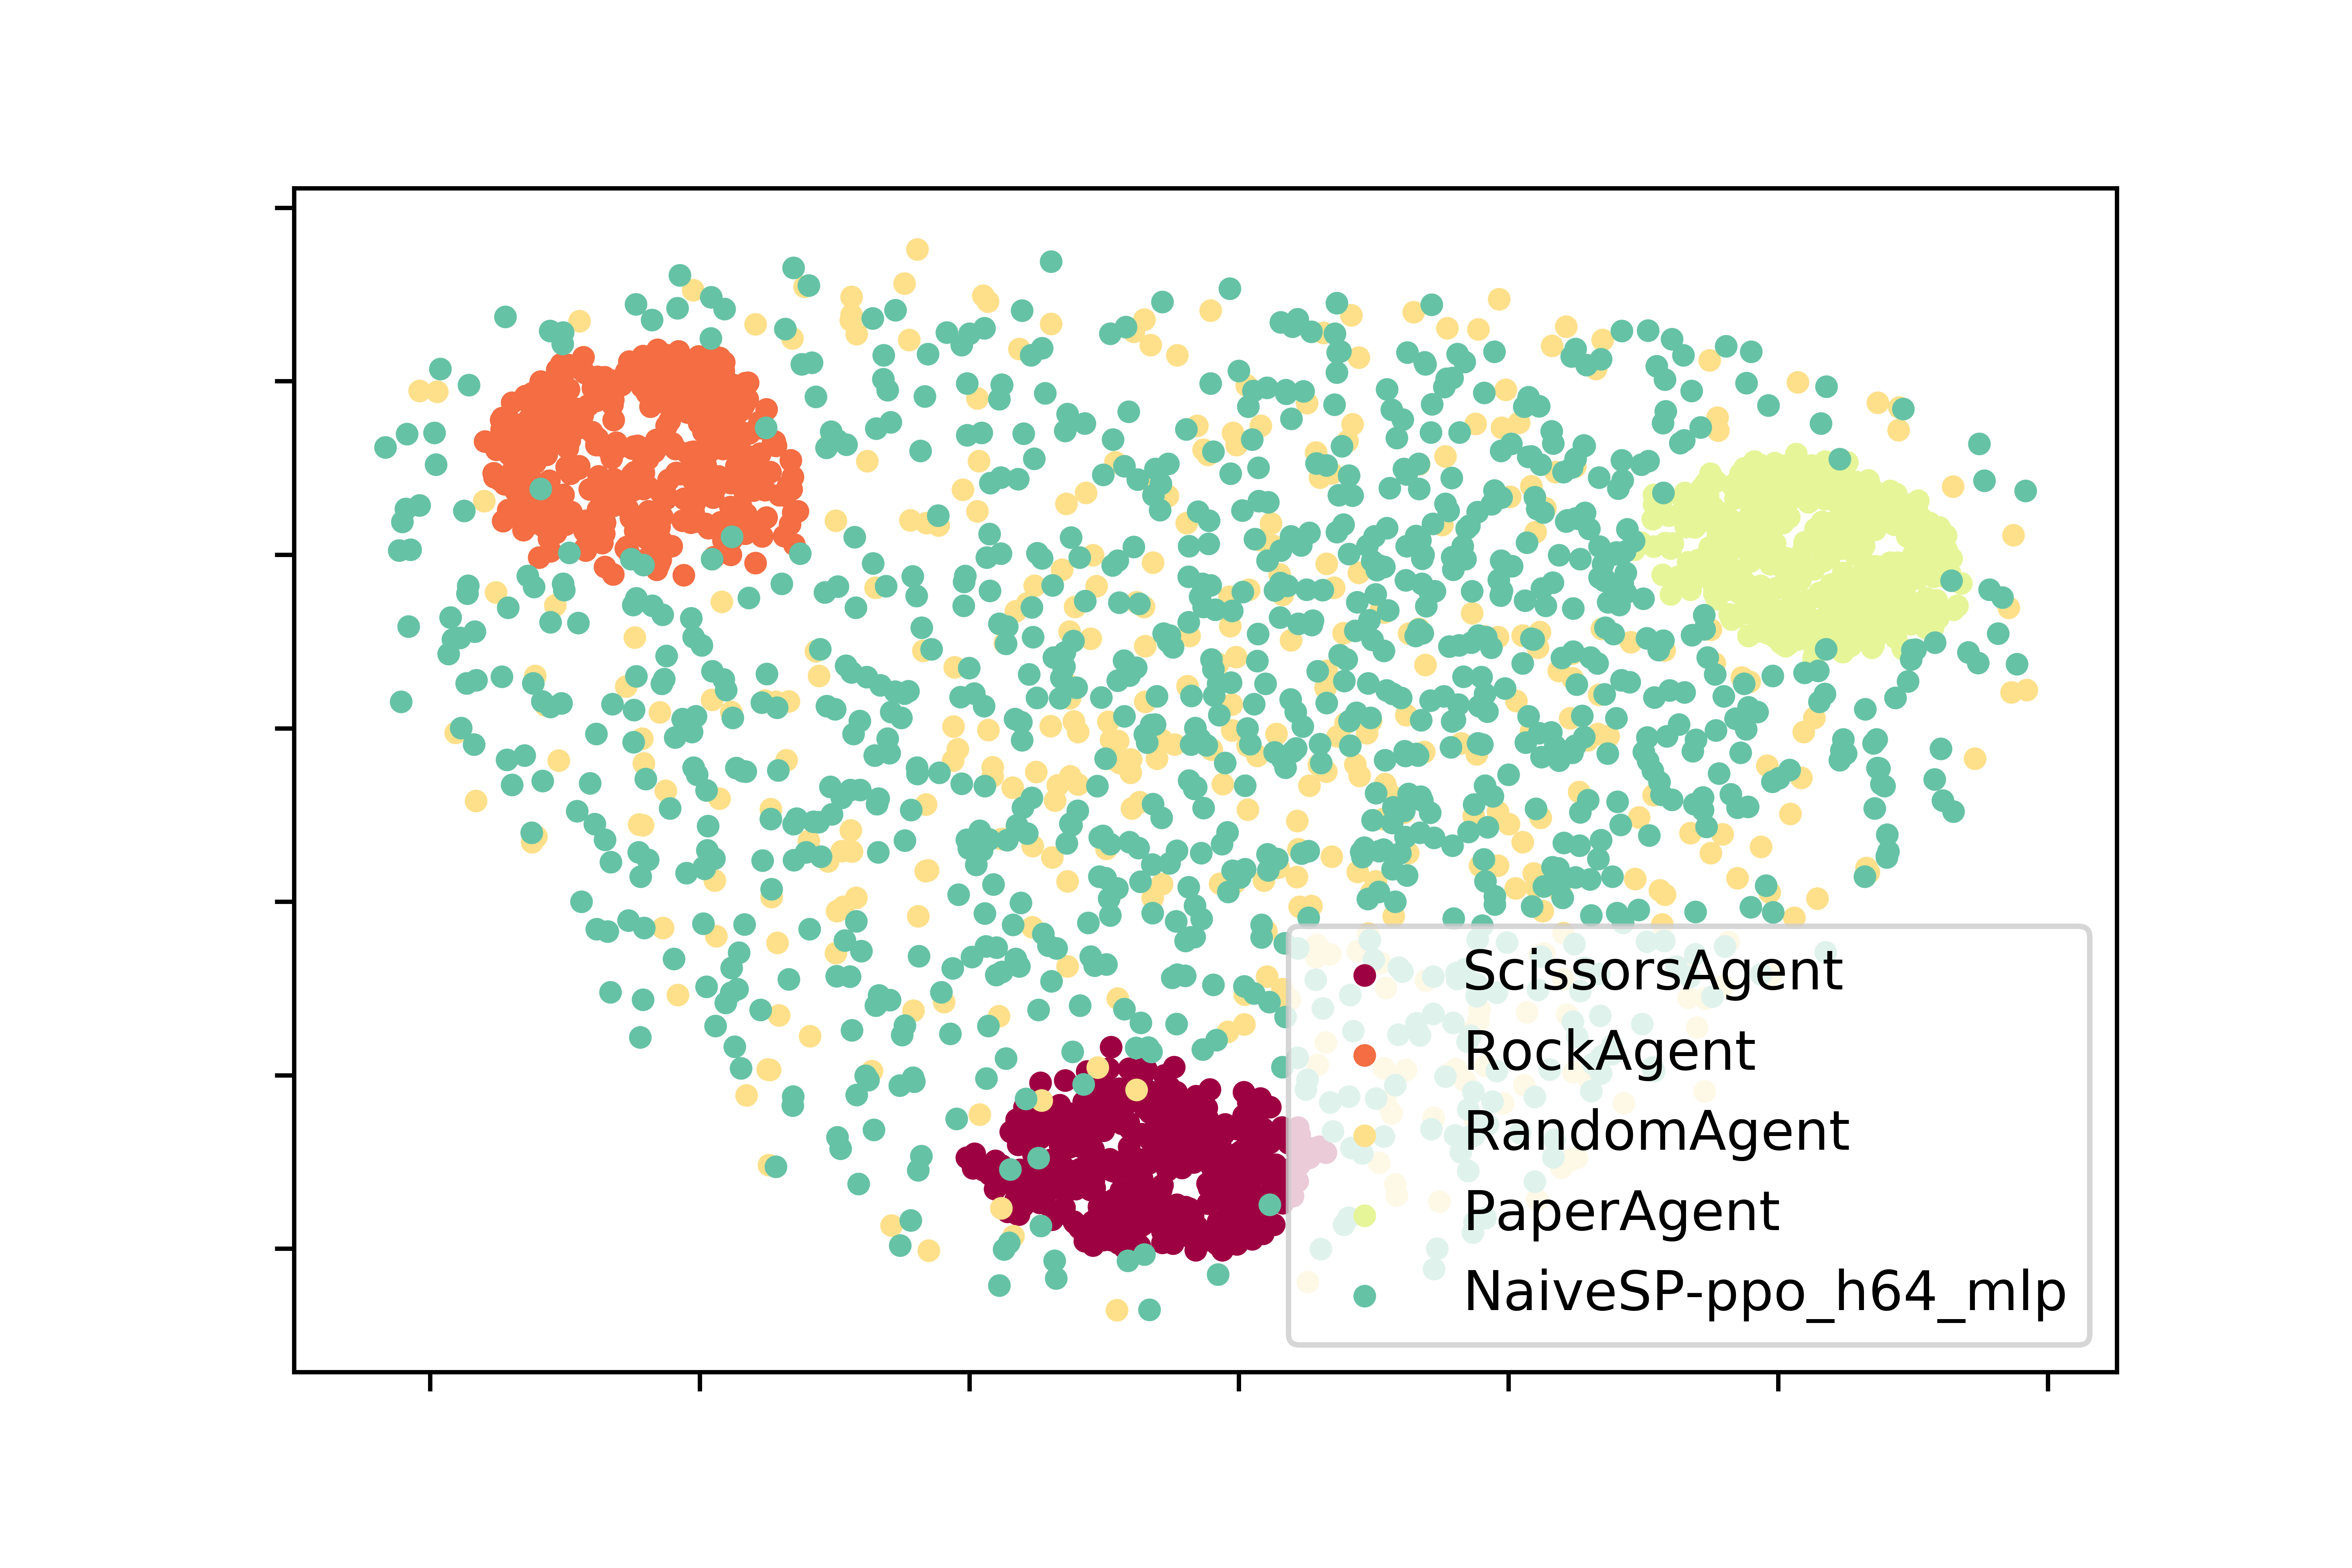 ScissorsAgent
RockAgent
RandomAgent
PaperAgent
NaiveSP-ppo_h64_mlp